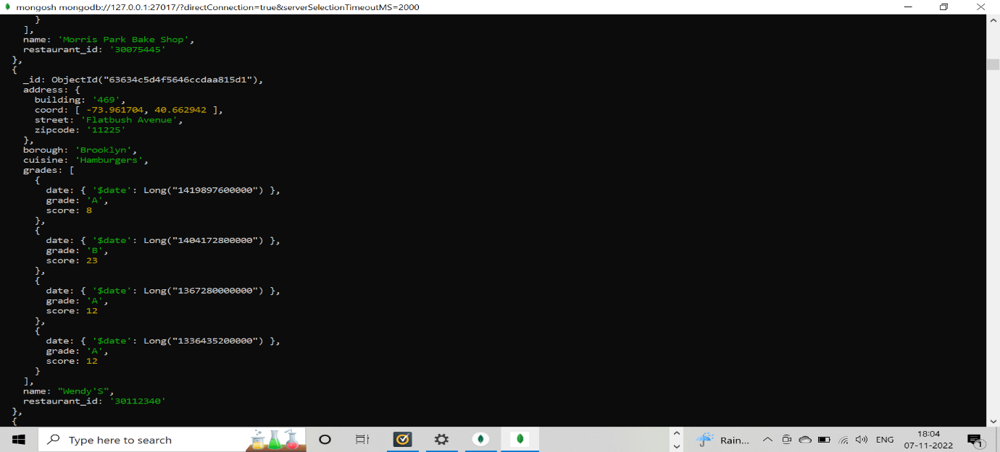 mongosh mongodb://127.0.0.1:27017/?directConnection=true&serverSelectionTimeoutMS=2000
}
],
name: 'Morris Park Bake Shop',
restaurant_id: '30075445'
},
{
_id: ObjectId("63634c5d4f5646ccdaa815d1"),
address: {
building: '469',
coord: [ -73.961704, 40.662942 ],
street: 'Flatbush Avenue',
zipcode: '11225'
},
borough: 'Brooklyn',
cuisine: 'Hamburgers',
grades: [
{
date: { '$date': Long("1419897600000") },
grade: 'A',
score: 8
},
{
date: { '$date': Long("1404172800000") },
grade: 'B',
score: 23
},
{
date: { '$date': Long("1367280000000") },
grade: 'A',
score: 12
},
{
date: { '$date': Long("1336435200000") },
grade: 'A',
score: 12
}
],
name: "Wendy'S",
restaurant_id: '30112340'
},
{
Type here to search
Rain...
ENG
18:04
07-11-2022
1